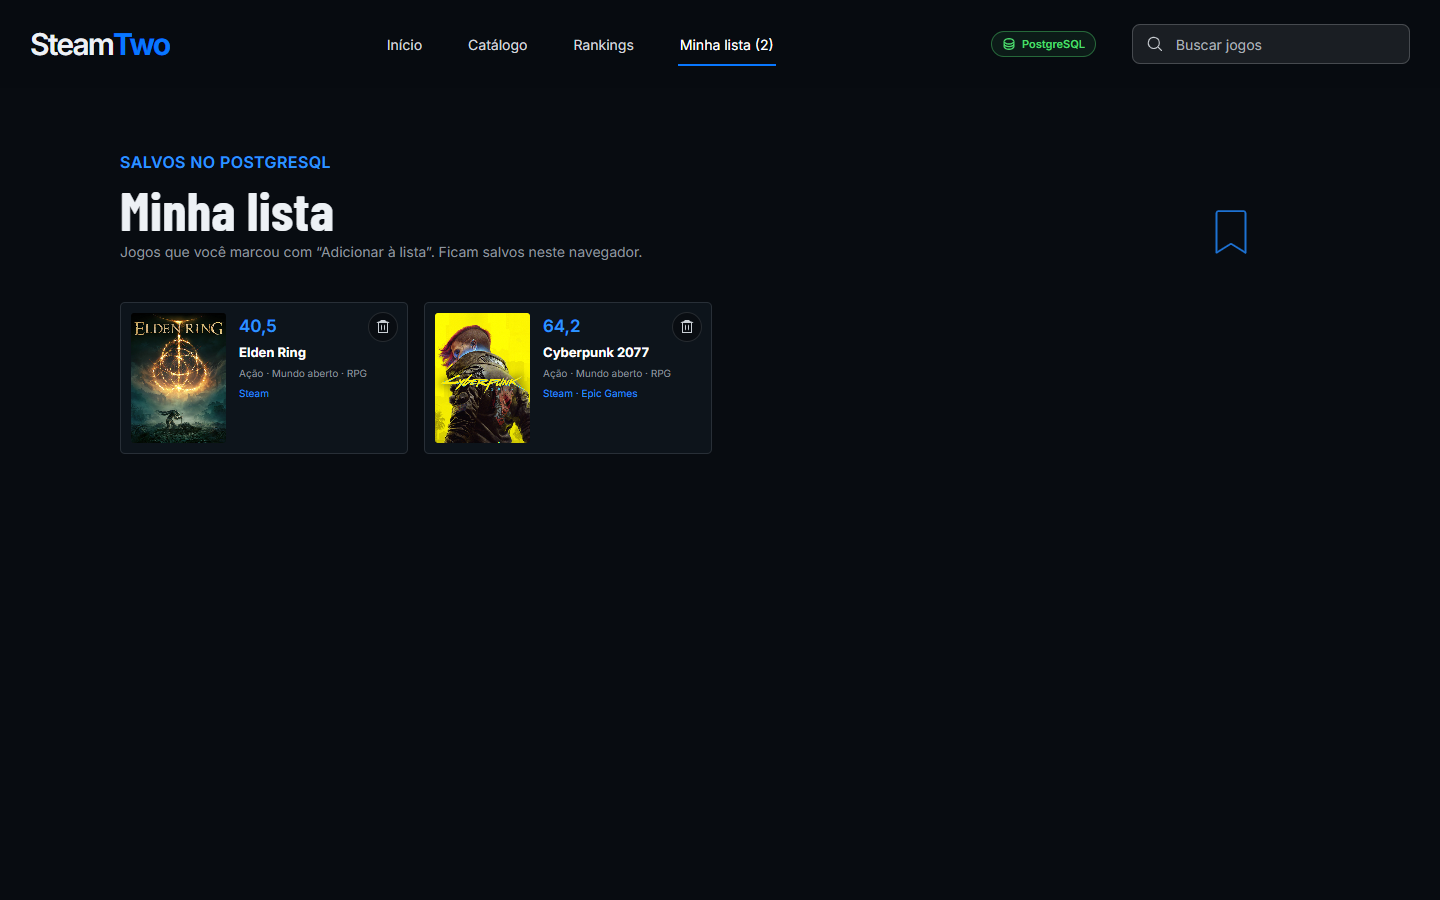 SteamTwo
Início
Catálogo
Rankings
Minha lista (2)
PostgreSQL
Buscar jogos
SALVOS NO POSTGRESQL
Minha lista
Jogos que você marcou com “Adicionar à lista”. Ficam salvos neste navegador.
ELDEN RING
40,5
Elden Ring
Ação · Mundo aberto · RPG
Steam
CYBERPUNK
64,2
Cyberpunk 2077
Ação · Mundo aberto · RPG
Steam · Epic Games